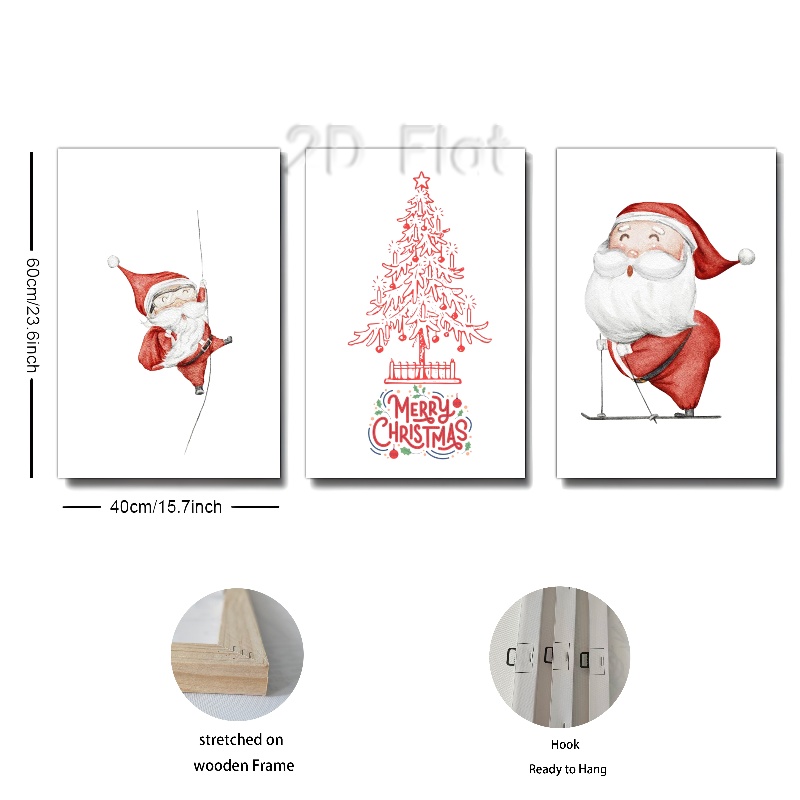 2D Flat
60cm/23.6inch
MERRY
CHRISTMAS
40cm/15.7inch
stretched on
wooden Frame
Hook
Ready to Hang